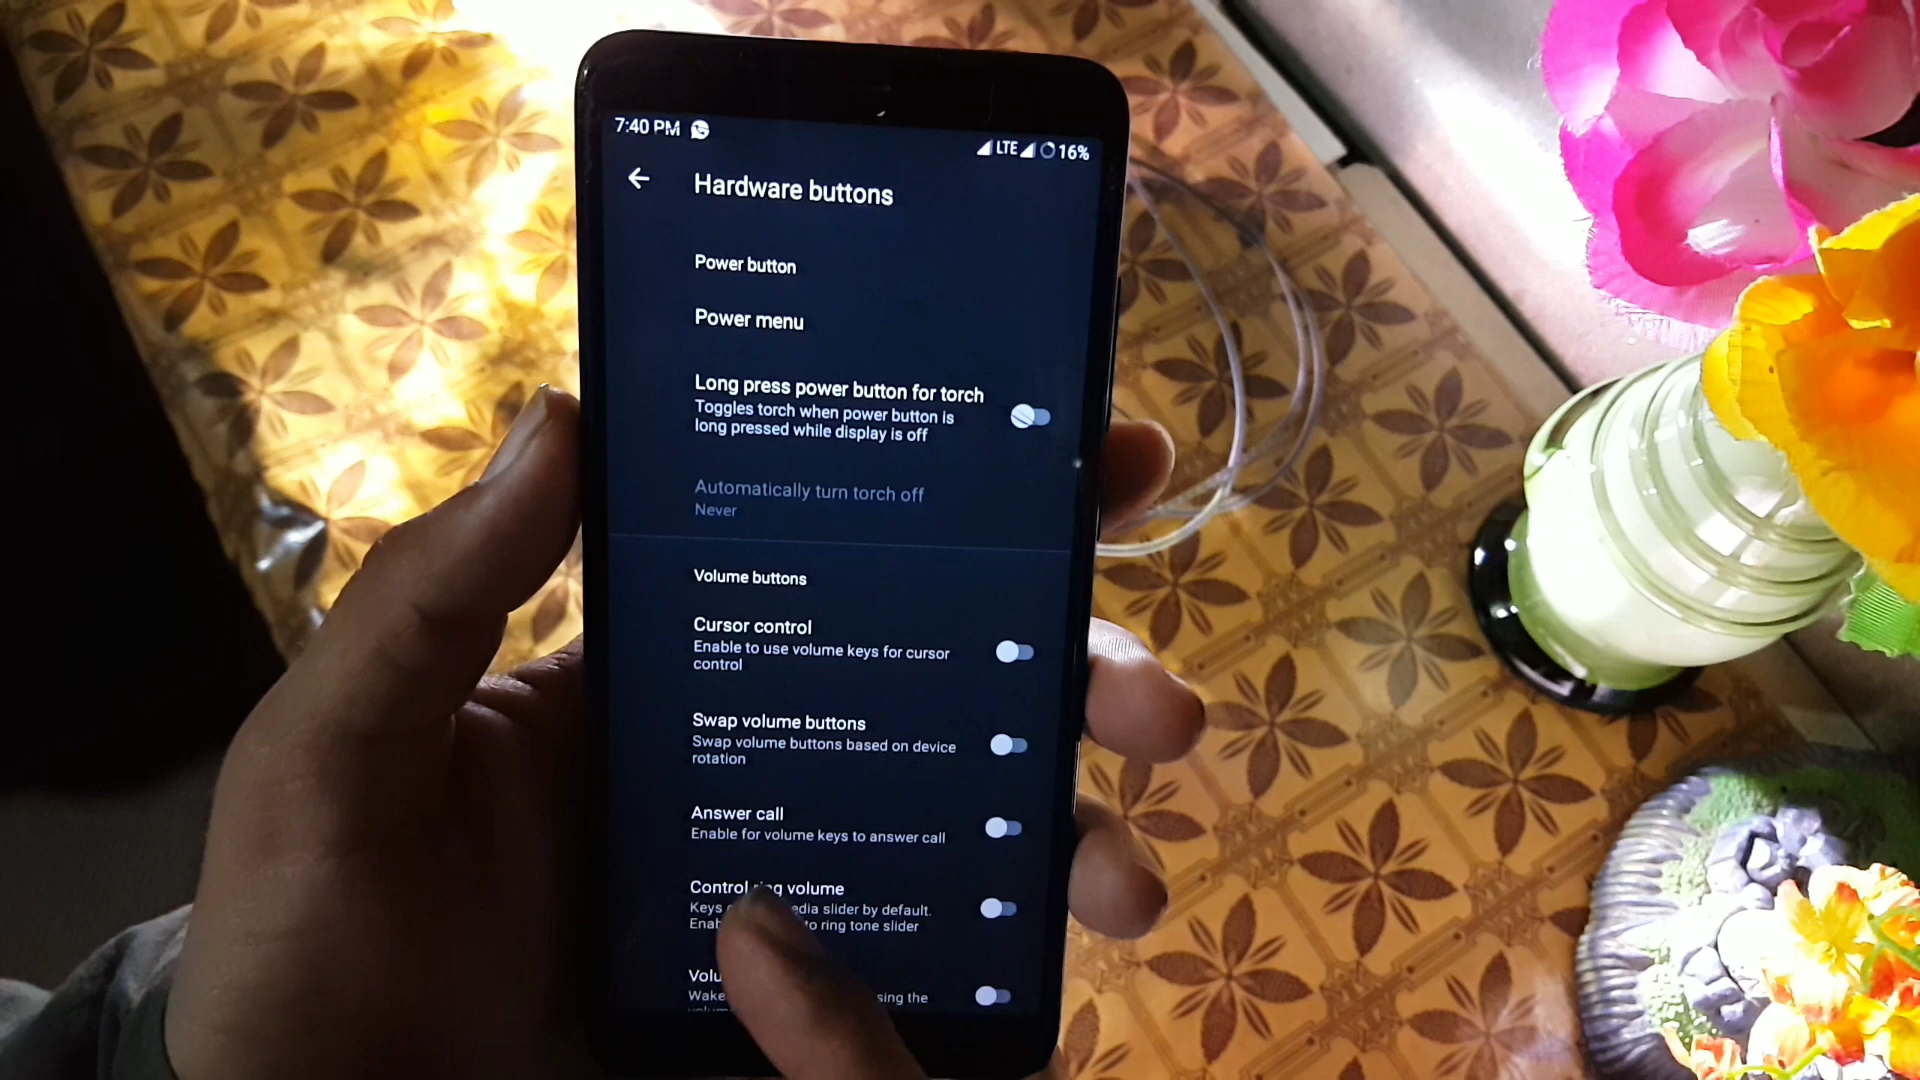 7:40 PM
LTE 16%
Hardware buttons
Power button
Power menu
Long press power button for torch
Toggles torch when power button is
long pressed while display is off
Automatically turn torch off
Never
Volume buttons
Cursor control
Enable to use volume keys for cursor
control
Swap volume buttons
Swap volume buttons based on device
rotation
Answer call
Enable for volume keys to answer call
Control ring volume
Keys slider by default.
to ring tone slider
Wake the